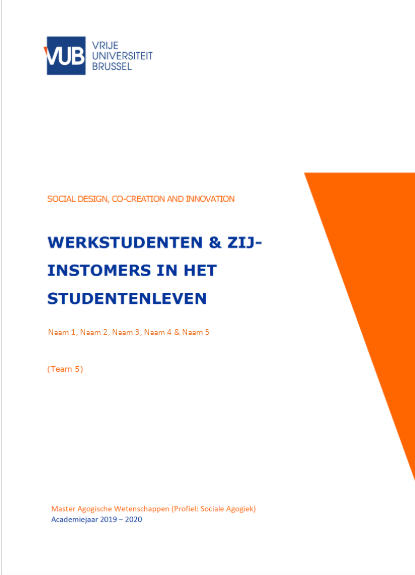 VUB
VRIJE
UNIVERSITEIT
BRUSSEL
SOCIAL DESIGN, CO-CREATION AND INNOVATION
WERKSTUDENTEN & ZIJ-
INSTOMERS IN HET
STUDENTENLEVEN
Naam 1, Naam 2, Naam 3, Naam 4 & Naam 5
(Team 5)
Master Agogische Wetenschappen (Profiel: Sociale Agogiek)
Academiejaar 2019 – 2020